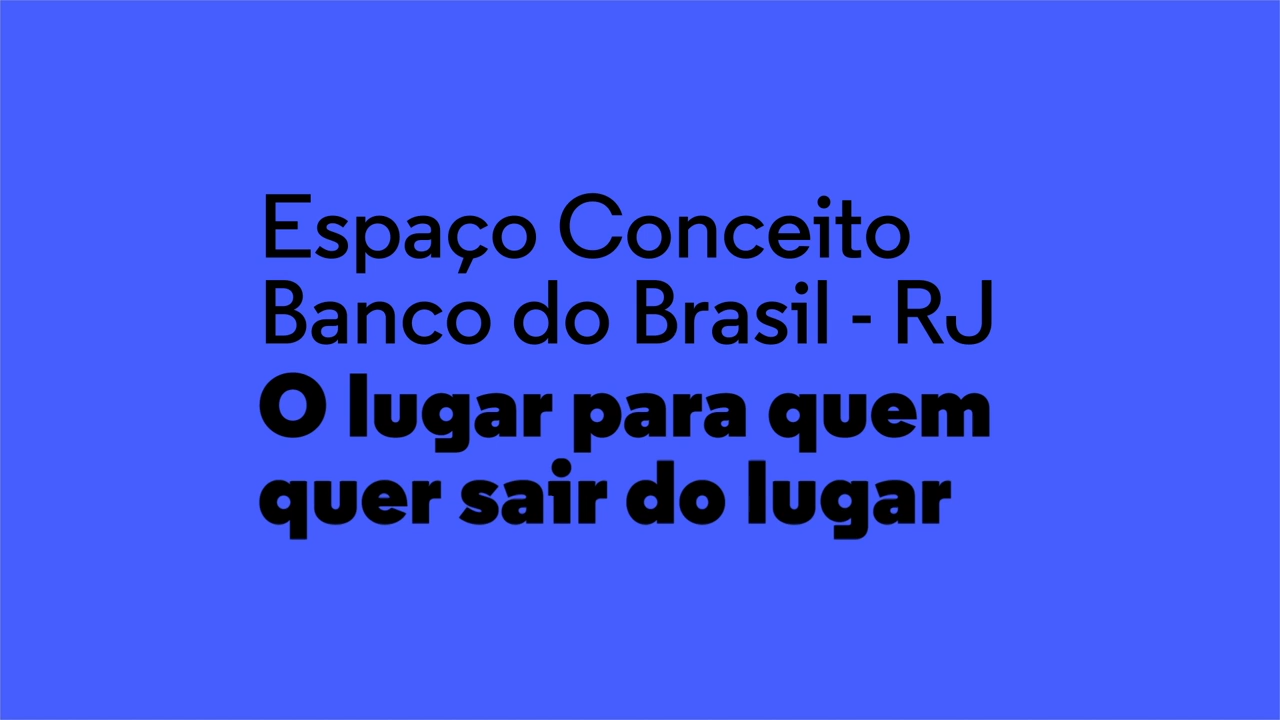 Espaço Conceito
Banco do Brasil - RJ
O lugar para quem
quer sair do lugar